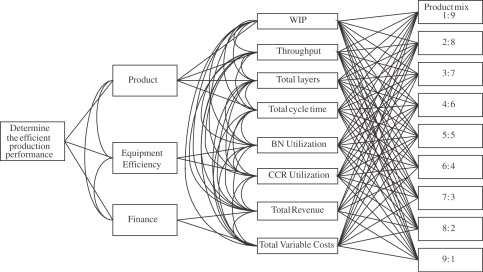 Determine
the efficient
production
performance
Product
Equipment
Efficiency
Finance
WIP
Throughput
Total layers
Total cycle time
BN Utilization
CCR Utilization
Total Revenue
Total Variable Costs
Product mix
1:9
2:8
3:7
4:6
5:5
6:4
7:3
8:2
9:1